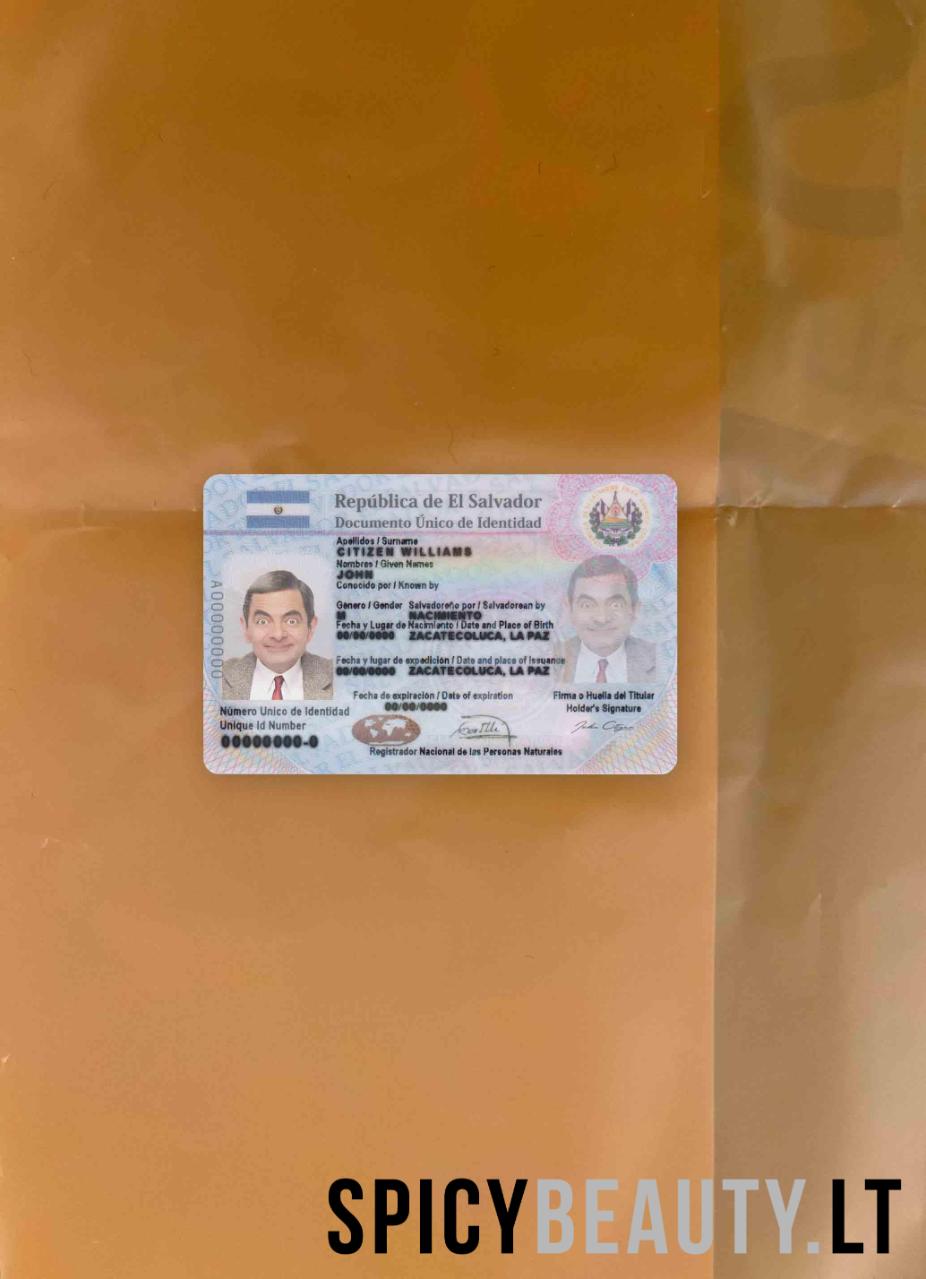 República de El Salvador
Documento Único de Identidad
Apellidos / Surname
CITIZEN WILLIAMS
Nombres / Given Names
JOHN
Conocido por / Known by
Género / Gender Salvadoreño por / Salvadorean by
M NACIMIENTO
Fecha y Lugar de Nacimiento / Date and Place of Birth
00/00/0000 ZACATECOLUCA, LA PAZ
Fecha y lugar de expedición / Date and place of issuance
00/00/0000 ZACATECOLUCA, LA PAZ
Fecha de expiración / Date of expiration
00/00/0000
Firma o Huella del Titular
Holder's Signature
Número Unico de Identidad
Unique Id Number
00000000-0
Registrador Nacional de las Personas Naturales
A00000000
SPICYBEAUTY.LT